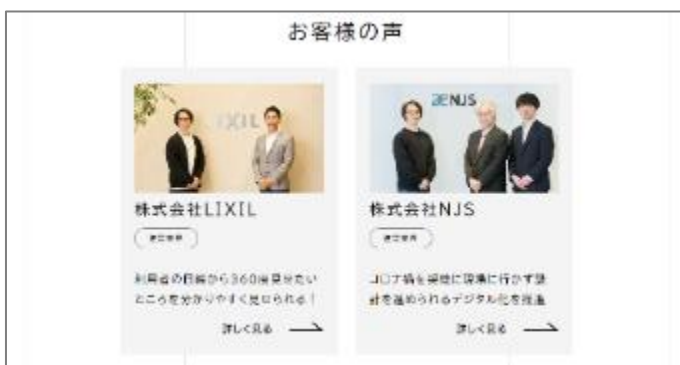 お客様の声
LIXIL
株式会社LIXIL
利用者の目線から360度見せたい
ところを分かりやすく見せられる！
詳しく見る
NJS
株式会社NJS
コロナ禍を契機に現場に行かず設
計を進められるデジタル化を推進
詳しく見る